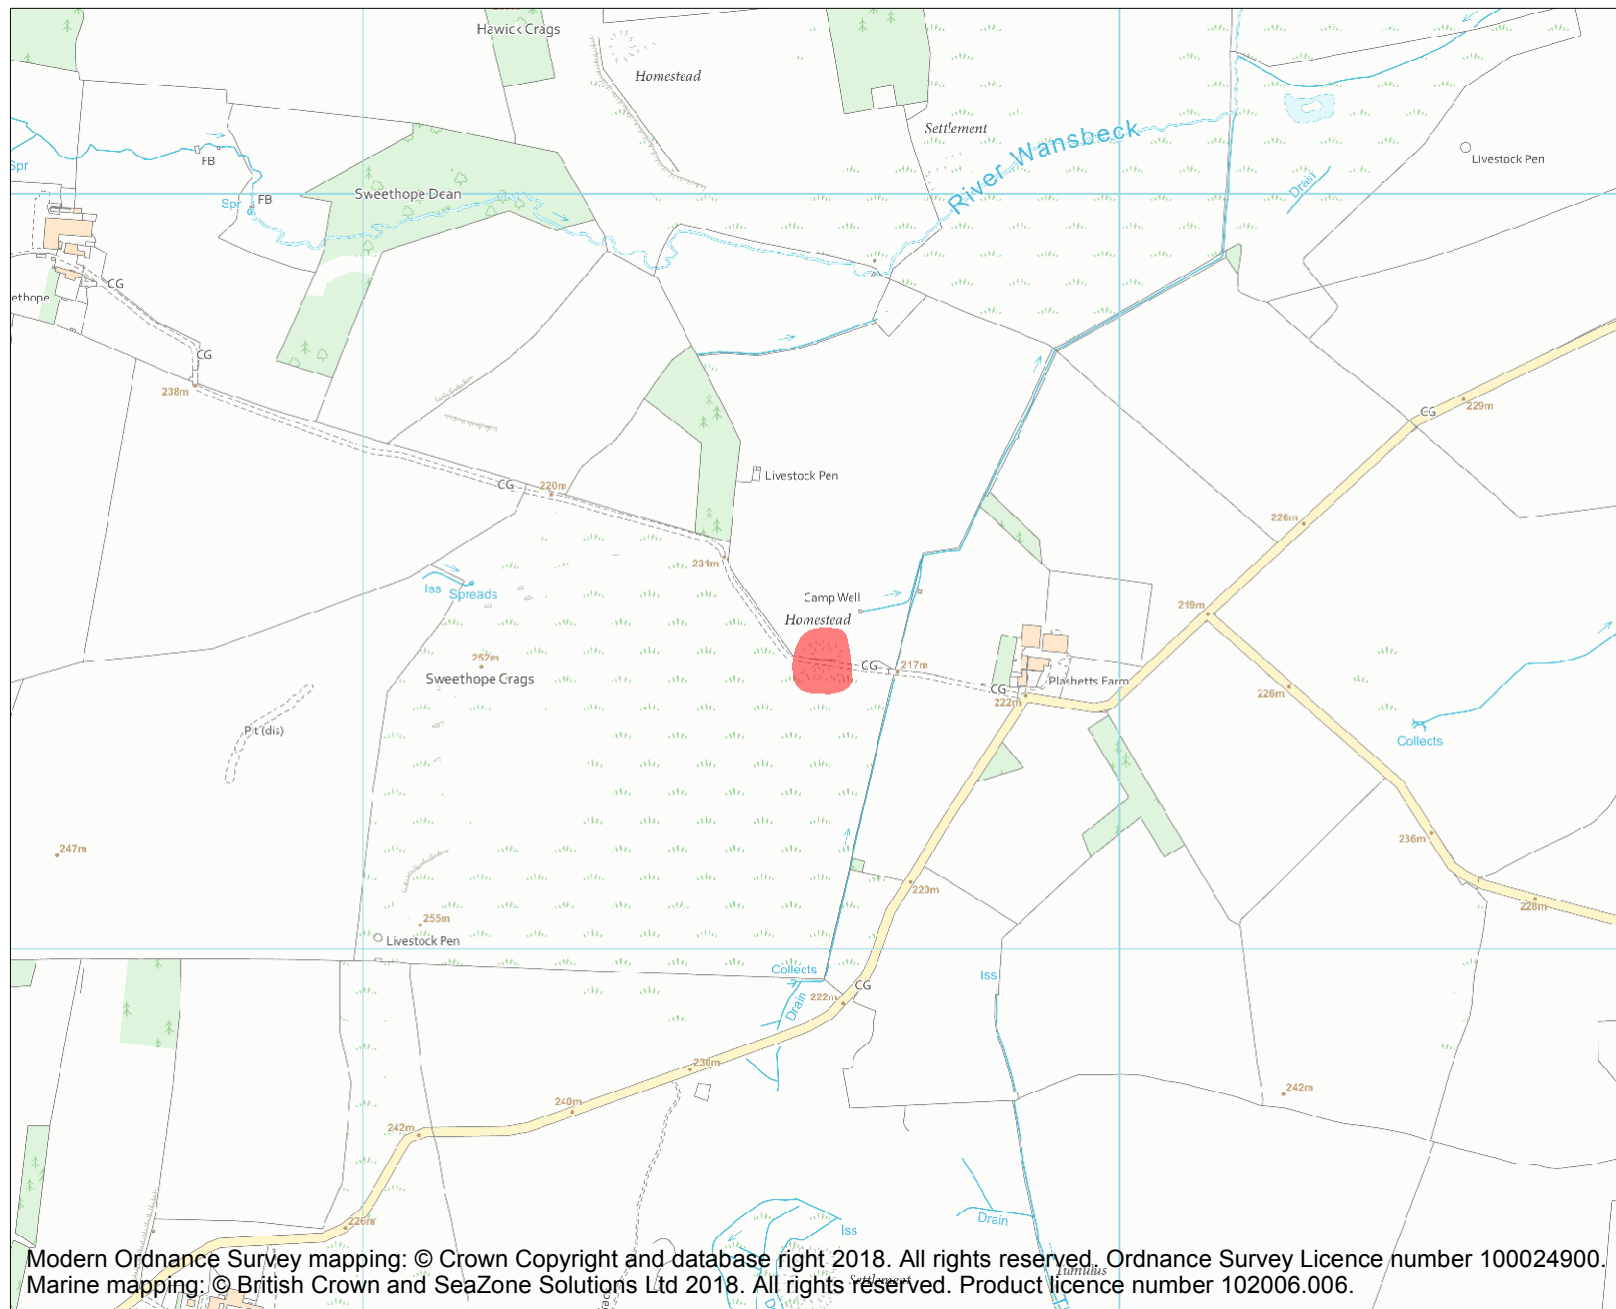 Hawick Crags
Homestead
Settlement
River Wansbeck
Livestock Pen
Drain
FB
Spr
FB
Spr
Sweethope Dean
CG
ethope
CG
238m
CG
229m
Livestock Pen
CG
220m
226m
231m
Iss
Spreads
Camp Well
Homestead
219m
252m
Sweethope Crags
CG
217m
CG
Plashetts Farm
222m
228m
Pit (dis)
Collects
247m
236m
220m
228m
255m
Livestock Pen
Collects
Iss
CG
222m
Drain
230m
242m
240m
242m
226m
Iss
Drain
Modern Ordnance Survey mapping: © Crown Copyright and database right 2018. All rights reserved. Ordnance Survey Licence number 100024900.
Settlement
Tumulus
Marine mapping: © British Crown and SeaZone Solutions Ltd 2018. All rights reserved. Product licence number 102006.006.